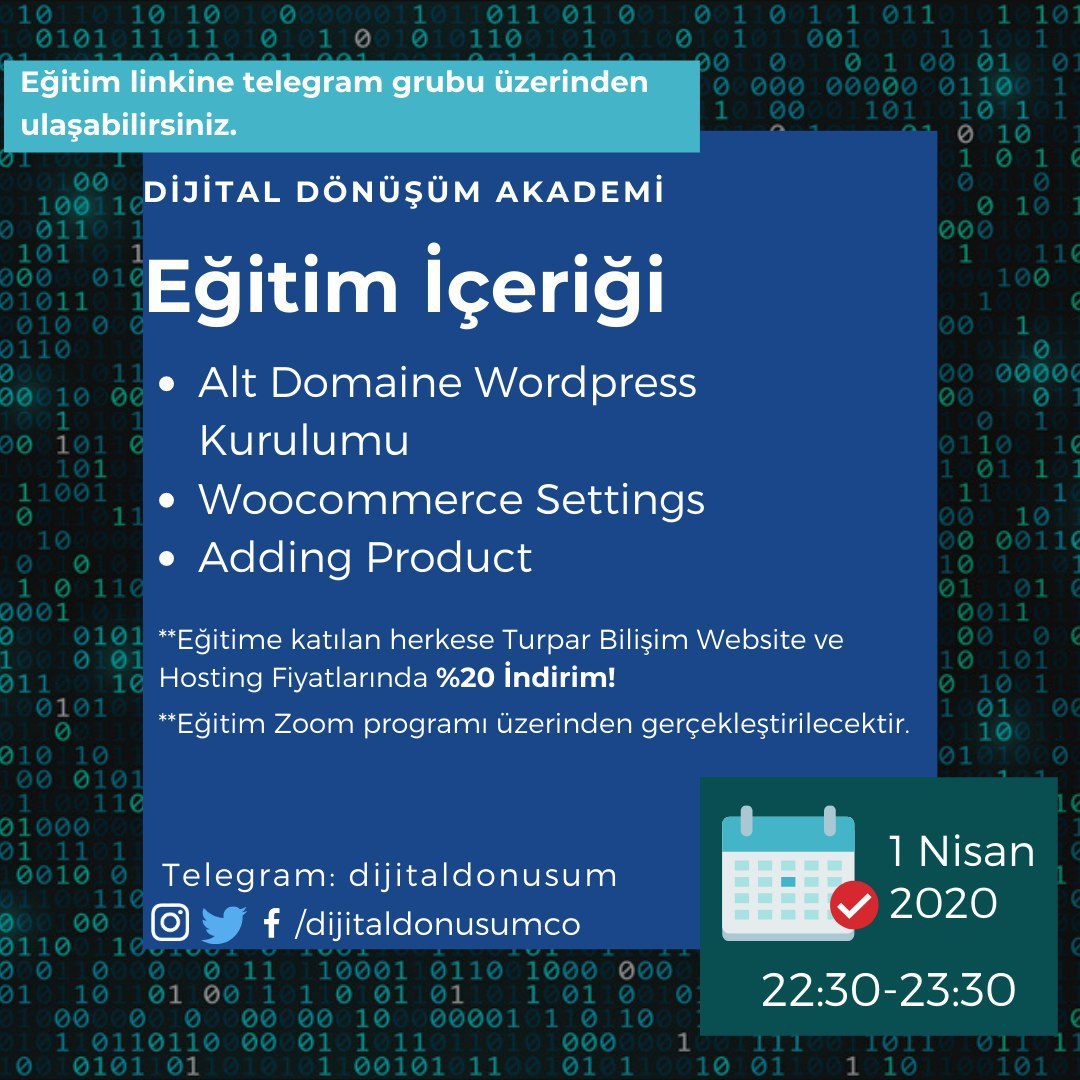 Eğitim linkine telegram grubu üzerinden
ulaşabilirsiniz.
DİJİTAL DÖNÜŞÜM AKADEMİ
Eğitim İçeriği
• Alt Domaine Wordpress
Kurulumu
• Woocommerce Settings
• Adding Product
**Eğitime katılan herkese Turpar Bilişim Website ve
Hosting Fiyatlarında %20 İndirim!
**Eğitim Zoom programı üzerinden gerçekleştirilecektir.
Telegram: dijitaldonusum
/dijitaldonusumco
1 Nisan
2020
22:30-23:30